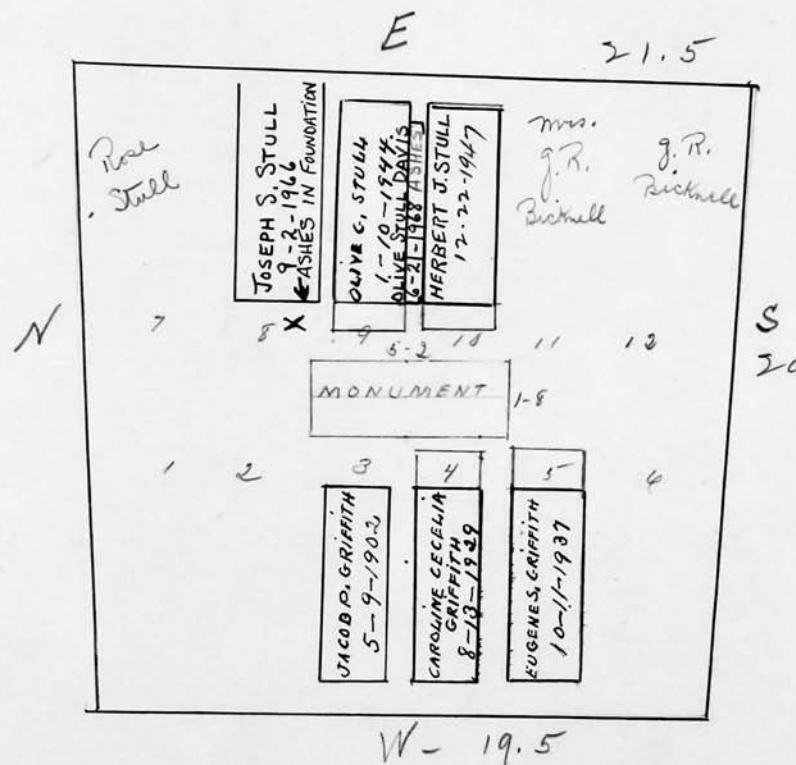 E
21.5
Rose
Stull
JOSEPH S. STULL
9-2-1966
ASHES IN FOUNDATION
OLIVE C. STULL
1-10-1944
OLIVE STULL DAVIS
6-21-1968 ASHES
HERBERT J. STULL
12-22-1947
mrs.
g. R.
Bicknell
g. R.
Bicknell
N
7
8
X
9
10
11
12
S
20
5-2
MONUMENT
1-8
1
2
3
4
5
6
JACOB P. GRIFFITH
5-9-1902
CAROLINE CECELIA
GRIFFITH
8-13-1929
EUGENE S. GRIFFITH
10-11-1937
W- 19.5